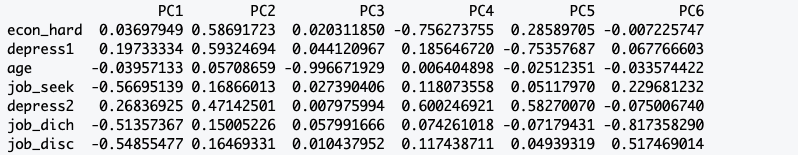 PC1 PC2 PC3 PC4 PC5 PC6
econ_hard 0.03697949 0.58691723 0.020311850 -0.756273755 0.28589705 -0.007225747
depress1 0.19733334 0.59324694 0.044120967 0.185646720 -0.75357687 0.067766603
age -0.03957133 0.05708659 -0.996671929 0.006404898 -0.02512351 -0.033574422
job_seek -0.56695139 0.16866013 0.027390406 0.118073558 0.05117970 0.229681232
depress2 0.26836925 0.47142501 0.007975994 0.600246921 0.58270070 -0.075006740
job_dich -0.51357367 0.15005226 0.057991666 0.074261018 -0.07179431 -0.817358290
job_disc -0.54855477 0.16469331 0.010437952 0.117438711 0.04939319 0.517469014